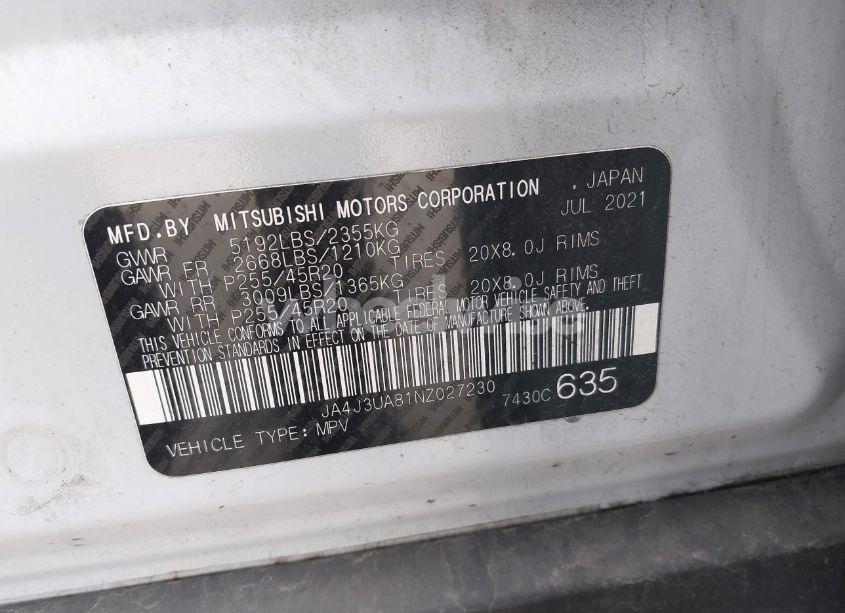 MFD.BY MITSUBISHI MOTORS CORPORATION , JAPAN
JUL 2021
GVWR 5192LBS/2355KG
GAWR FR 2668LBS/1210KG
WITH P255/45R20 TIRES 20X8.0J RIMS
GAWR RR 3009LBS/1365KG
WITH P255/45R20 TIRES 20X8.0J RIMS
THIS VEHICLE CONFORMS TO ALL APPLICABLE FEDERAL MOTOR VEHICLE SAFETY AND THEFT
PREVENTION STANDARDS IN EFFECT ON THE DATE OF MANUFACTURE SHOWN ABOVE.
JA4J3UA81NZ027230 7430C 635
VEHICLE TYPE: MPV